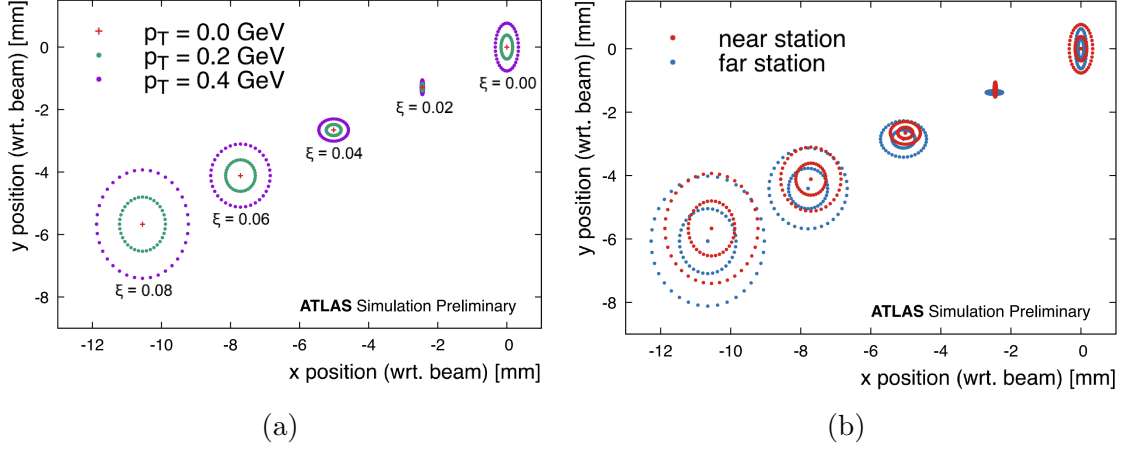 p_T = 0.0 GeV
p_T = 0.2 GeV
p_T = 0.4 GeV
ξ = 0.00
ξ = 0.02
ξ = 0.04
ξ = 0.06
ξ = 0.08
ATLAS Simulation Preliminary
y position (wrt. beam) [mm]
0
-2
-4
-6
-8
-12 -10 -8 -6 -4 -2 0
x position (wrt. beam) [mm]
(a)
near station
far station
ATLAS Simulation Preliminary
y position (wrt. beam) [mm]
0
-2
-4
-6
-8
-12 -10 -8 -6 -4 -2 0
x position (wrt. beam) [mm]
(b)